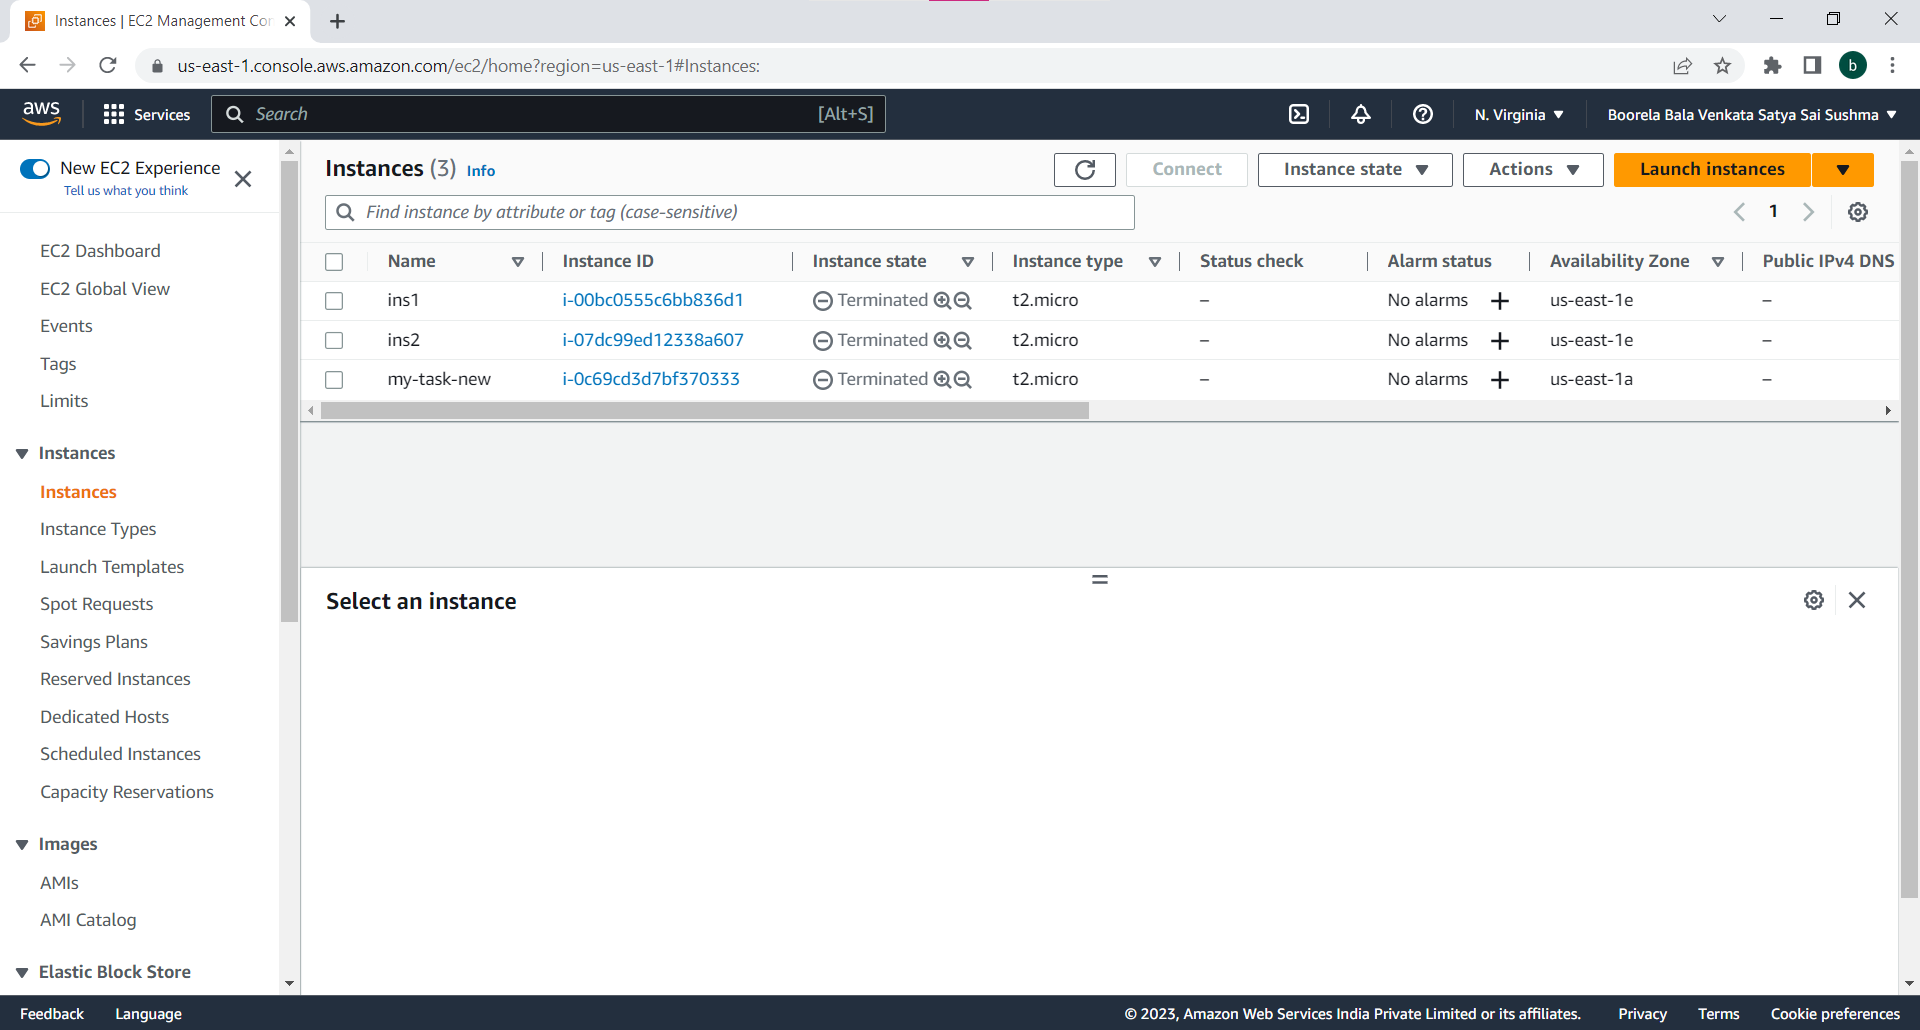 Instances | EC2 Management Con
us-east-1.console.aws.amazon.com/ec2/home?region=us-east-1#Instances:
b
aws
Services
Search
[Alt+S]
N. Virginia
Boorela Bala Venkata Satya Sai Sushma
New EC2 Experience
Tell us what you think
EC2 Dashboard
EC2 Global View
Events
Tags
Limits
Instances
Instances
Instance Types
Launch Templates
Spot Requests
Savings Plans
Reserved Instances
Dedicated Hosts
Scheduled Instances
Capacity Reservations
Images
AMIs
AMI Catalog
Elastic Block Store
Instances (3) Info
Connect
Instance state
Actions
Launch instances
Find instance by attribute or tag (case-sensitive)
1
Name Instance ID Instance state Instance type Status check Alarm status Availability Zone Public IPv4 DNS
ins1 i-00bc0555c6bb836d1 Terminated t2.micro – No alarms + us-east-1e –
ins2 i-07dc99ed12338a607 Terminated t2.micro – No alarms + us-east-1e –
my-task-new i-0c69cd3d7bf370333 Terminated t2.micro – No alarms + us-east-1a –
Select an instance
Feedback
Language
© 2023, Amazon Web Services India Private Limited or its affiliates.
Privacy
Terms
Cookie preferences